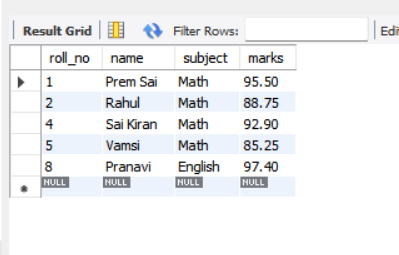 Result Grid Filter Rows: Edi
roll_no name subject marks
1 Prem Sai Math 95.50
2 Rahul Math 88.75
4 Sai Kiran Math 92.90
5 Vamsi Math 85.25
8 Pranavi English 97.40
NULL NULL NULL NULL